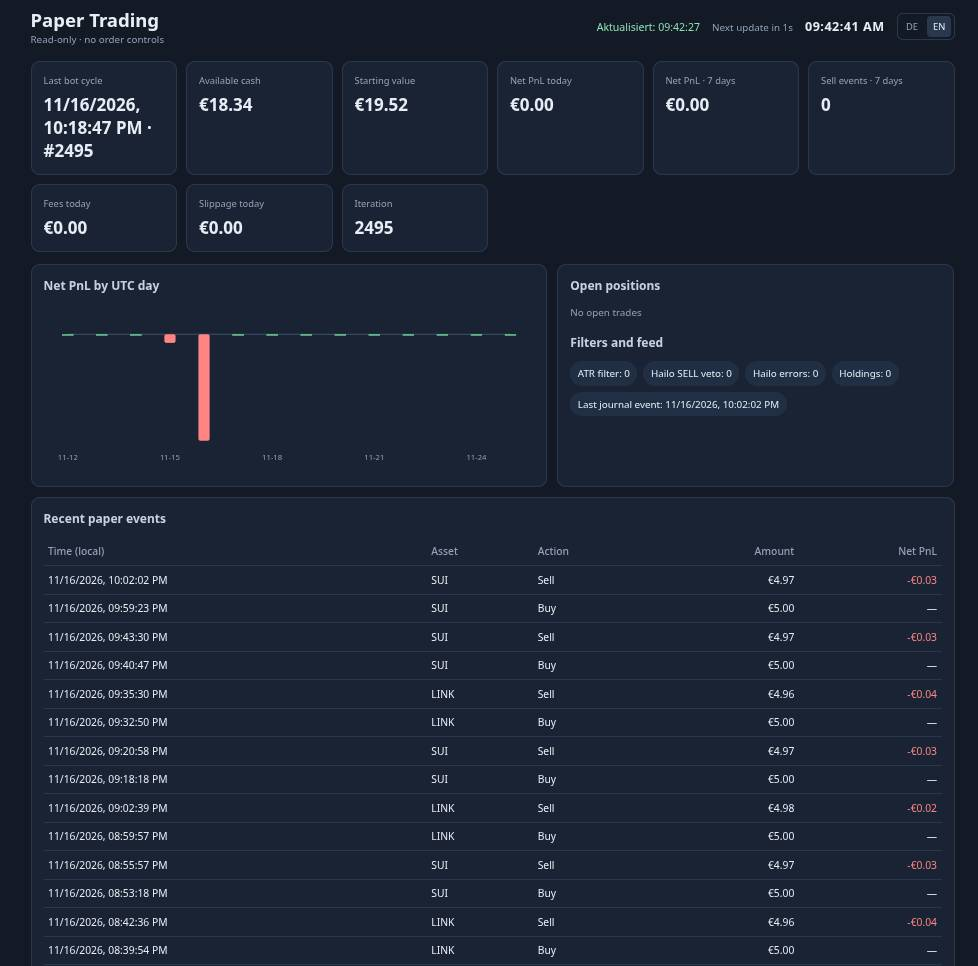 Paper Trading
Read-only · no order controls
Aktualisiert: 09:42:27 Next update in 1s 09:42:41 AM DE EN
Last bot cycle
11/16/2026,
10:18:47 PM ·
#2495
Available cash
€18.34
Starting value
€19.52
Net PnL today
€0.00
Net PnL · 7 days
€0.00
Sell events · 7 days
0
Fees today
€0.00
Slippage today
€0.00
Iteration
2495
Net PnL by UTC day
11-12 11-15 11-18 11-21 11-24
Open positions
No open trades
Filters and feed
ATR filter: 0 Hailo SELL veto: 0 Hailo errors: 0 Holdings: 0
Last journal event: 11/16/2026, 10:02:02 PM
Recent paper events
Time (local) Asset Action Amount Net PnL
11/16/2026, 10:02:02 PM SUI Sell €4.97 -€0.03
11/16/2026, 09:59:23 PM SUI Buy €5.00 —
11/16/2026, 09:43:30 PM SUI Sell €4.97 -€0.03
11/16/2026, 09:40:47 PM SUI Buy €5.00 —
11/16/2026, 09:35:30 PM LINK Sell €4.96 -€0.04
11/16/2026, 09:32:50 PM LINK Buy €5.00 —
11/16/2026, 09:20:58 PM SUI Sell €4.97 -€0.03
11/16/2026, 09:18:18 PM SUI Buy €5.00 —
11/16/2026, 09:02:39 PM LINK Sell €4.98 -€0.02
11/16/2026, 08:59:57 PM LINK Buy €5.00 —
11/16/2026, 08:55:57 PM SUI Sell €4.97 -€0.03
11/16/2026, 08:53:18 PM SUI Buy €5.00 —
11/16/2026, 08:42:36 PM LINK Sell €4.96 -€0.04
11/16/2026, 08:39:54 PM LINK Buy €5.00 —